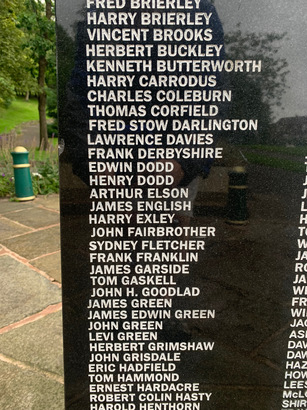 FRED BRIERLEY
HARRY BRIERLEY
VINCENT BROOKS
HERBERT BUCKLEY
KENNETH BUTTERWORTH
HARRY CARRODUS
CHARLES COLEBURN
THOMAS CORFIELD
FRED STOW DARLINGTON
LAWRENCE DAVIES
FRANK DERBYSHIRE
EDWIN DODD
HENRY DODD
ARTHUR ELSON
JAMES ENGLISH
HARRY EXLEY
JOHN FAIRBROTHER
SYDNEY FLETCHER
FRANK FRANKLIN
JAMES GARSIDE
TOM GASKELL
JOHN H. GOODLAD
JAMES GREEN
JAMES EDWIN GREEN
JOHN GREEN
LEVI GREEN
HERBERT GRIMSHAW
JOHN GRISDALE
ERIC HADFIELD
TOM HAMMOND
ERNEST HARDACRE
ROBERT COLIN HASTY
HAROLD HENTHORN